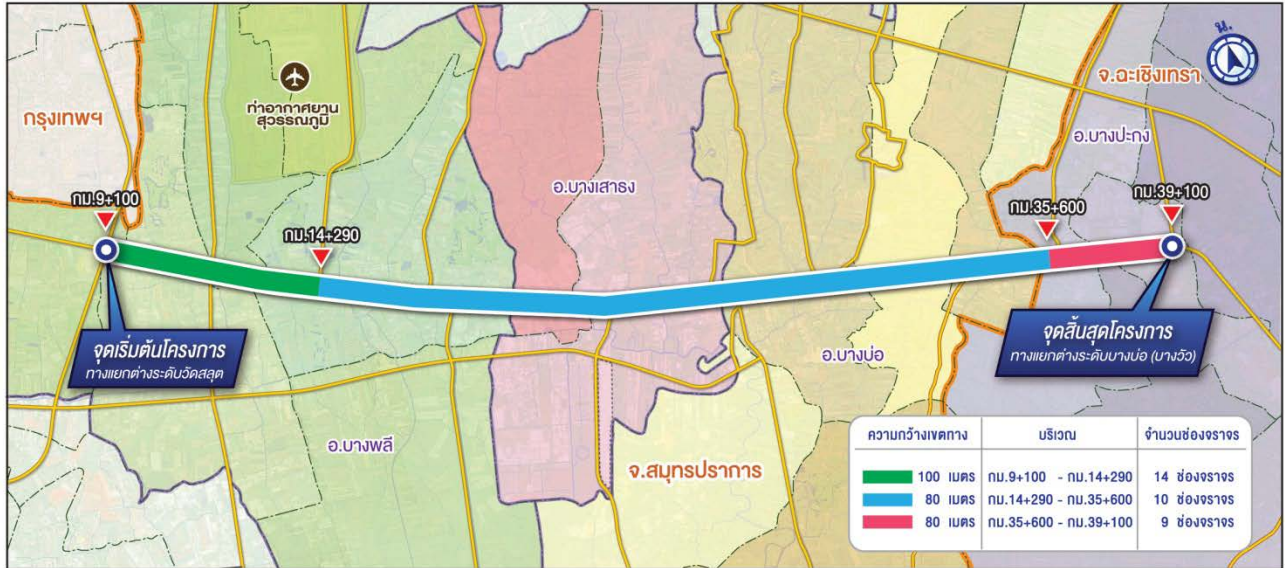 น.
จ.ฉะเชิงเทรา
กรุงเทพฯ
ท่าอากาศยาน
สุวรรณภูมิ
อ.บางปะกง
อ.บางเสาธง
กม.9+100
กม.14+290
กม.35+600
กม.39+100
จุดเริ่มต้นโครงการ
ทางแยกต่างระดับวัดสลุต
จุดสิ้นสุดโครงการ
ทางแยกต่างระดับบางบ่อ (บางวัว)
อ.บางบ่อ
อ.บางพลี
จ.สมุทรปราการ
ความกว้างเขตทาง บริเวณ จำนวนช่องจราจร
100 เมตร กม.9+100 - กม.14+290 14 ช่องจราจร
80 เมตร กม.14+290 - กม.35+600 10 ช่องจราจร
80 เมตร กม.35+600 - กม.39+100 9 ช่องจราจร